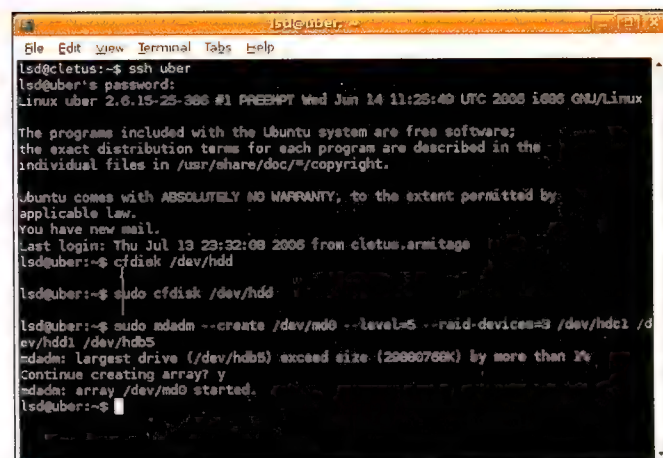 lsd@uber: ~
File Edit View Terminal Tabs Help
lsd@cletus:~$ ssh uber
lsd@uber's password:
Linux uber 2.6.15-25-386 #1 PREEMPT Wed Jun 14 11:25:49 UTC 2006 i686 GNU/Linux
The programs included with the Ubuntu system are free software;
the exact distribution terms for each program are described in the
individual files in /usr/share/doc/*/copyright.
Ubuntu comes with ABSOLUTELY NO WARRANTY, to the extent permitted by
applicable law.
You have new mail.
Last login: Thu Jul 13 23:32:08 2006 from cletus.armitage
lsd@uber:~$ cfdisk /dev/hdd
lsd@uber:~$ sudo cfdisk /dev/hdd
lsd@uber:~$ sudo mdadm --create /dev/md0 --level=5 --raid-devices=3 /dev/hdc1 /d
ev/hdd1 /dev/hdb5
mdadm: largest drive (/dev/hdb5) exceed size (29880768K) by more than 1%
Continue creating array? y
mdadm: array /dev/md0 started.
lsd@uber:~$